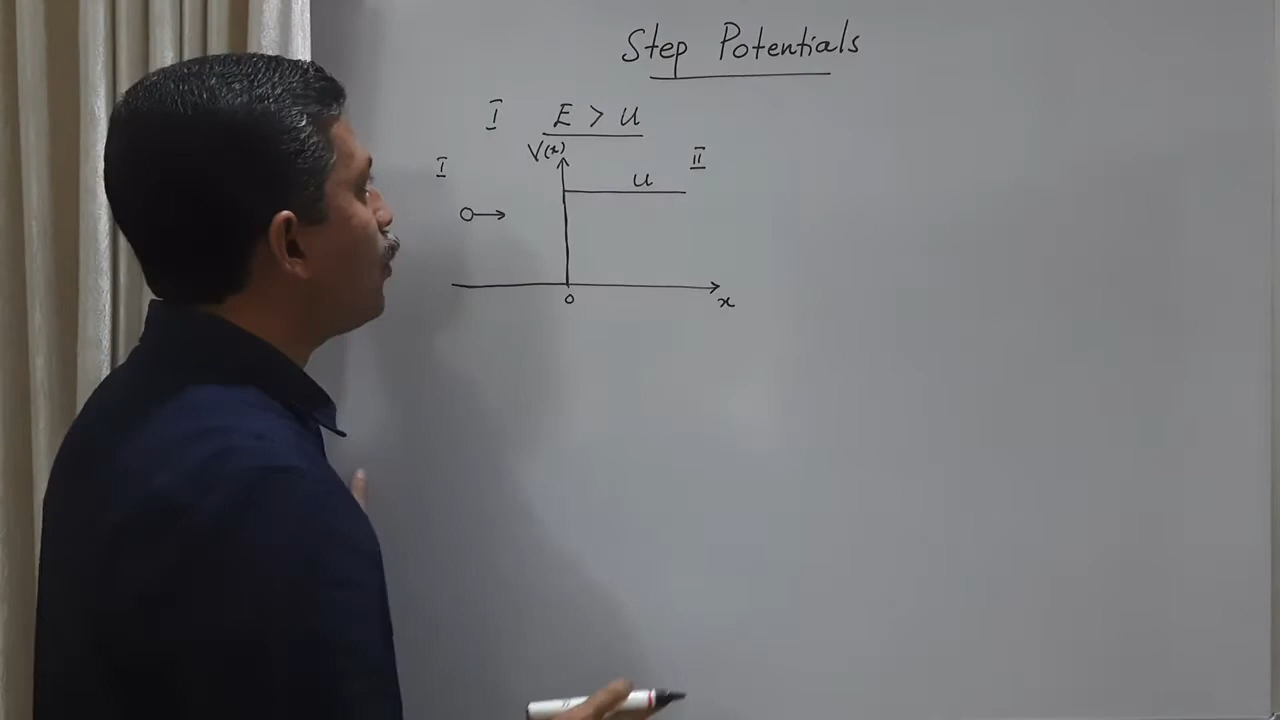 Step Potentials
I E > U
V(x)
I II
U
0
x